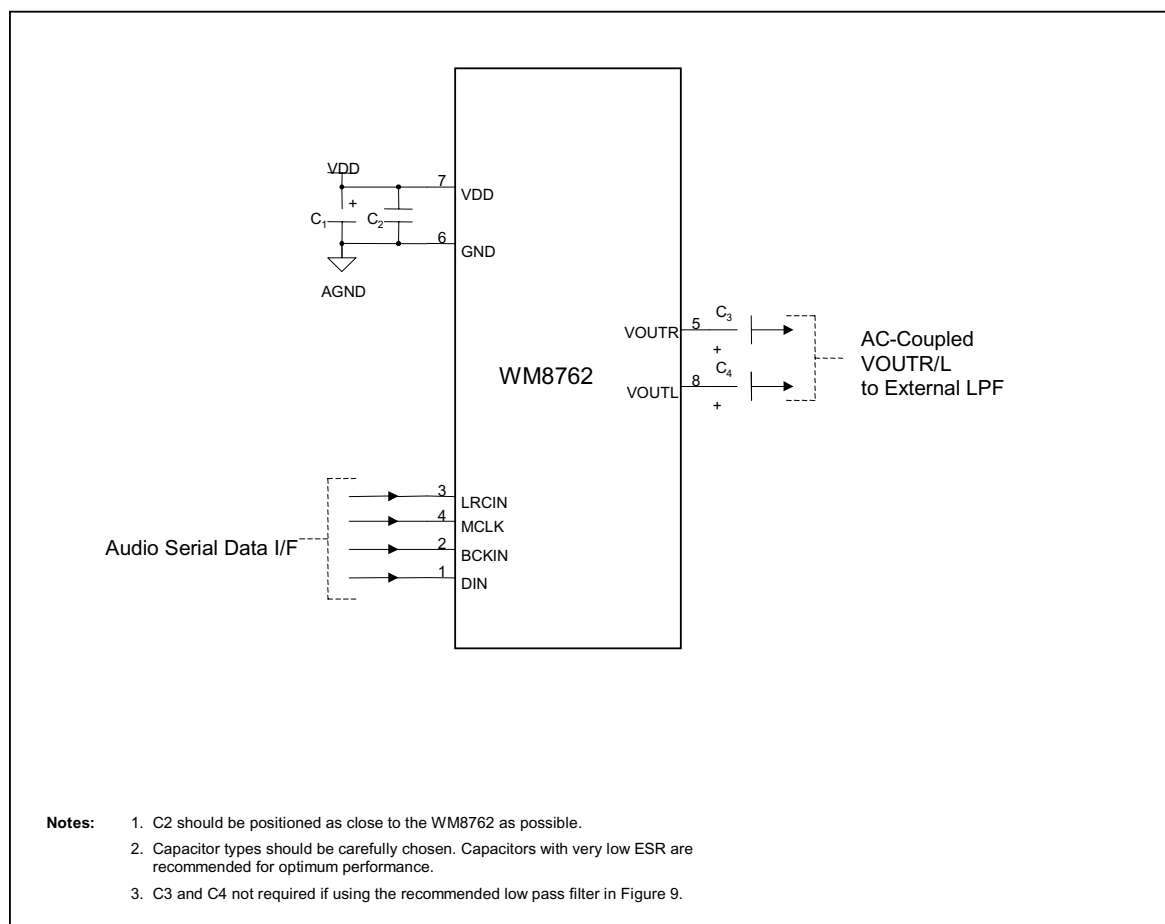 VDD
7
VDD
+
C1
C2
6
GND
AGND
VOUTR
5
C3
+
AC-Coupled
VOUTR/L
to External LPF
WM8762
VOUTL
8
C4
+
3
LRCIN
4
MCLK
Audio Serial Data I/F
2
BCKIN
1
DIN
Notes: 1. C2 should be positioned as close to the WM8762 as possible.
2. Capacitor types should be carefully chosen. Capacitors with very low ESR are
recommended for optimum performance.
3. C3 and C4 not required if using the recommended low pass filter in Figure 9.